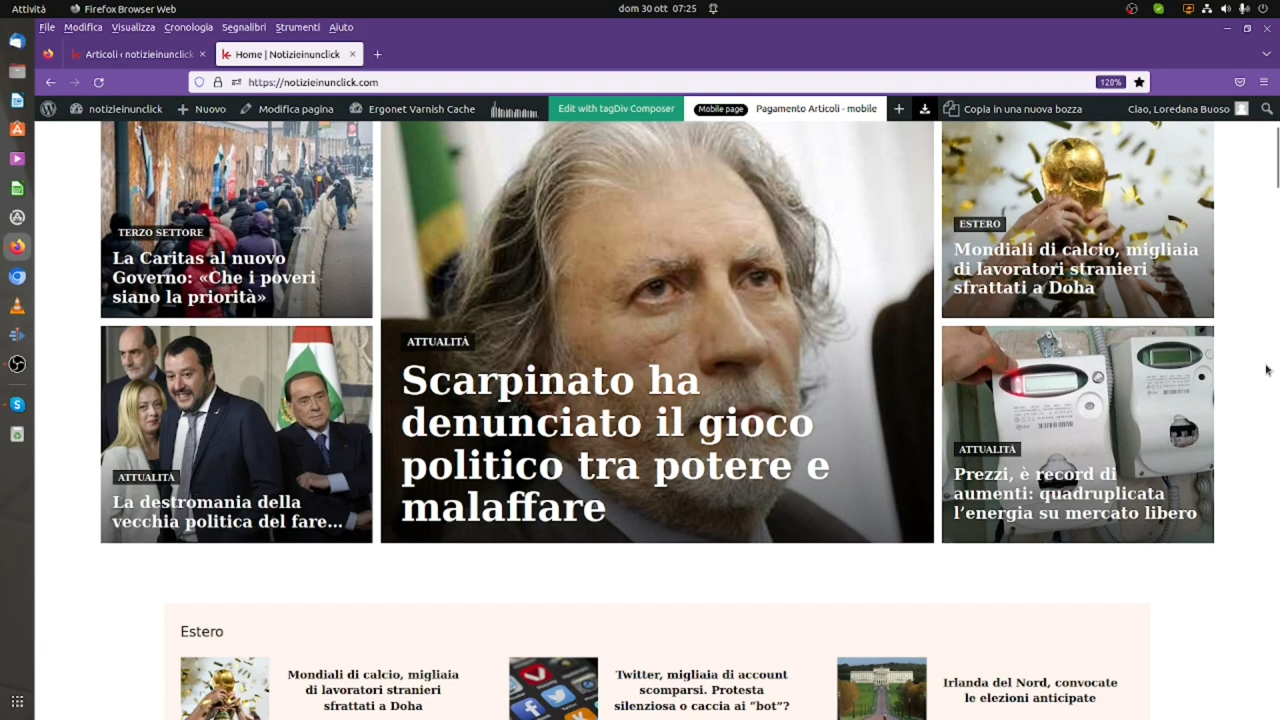 Attività
Firefox Browser Web
dom 30 ott 07:25
File Modifica Visualizza Cronologia Segnalibri Strumenti Aiuto
Articoli ‹ notizieinunclick
Home | Notizieinunclick
https://notizieinunclick.com
120%
notizieinunclick
Nuovo
Modifica pagina
Ergonet Varnish Cache
Edit with tagDiv Composer
Mobile page
Pagamento Articoli - mobile
Copia in una nuova bozza
Ciao, Loredana Buoso
TERZO SETTORE
La Caritas al nuovo
Governo: «Che i poveri
siano la priorità»
ATTUALITÀ
La destromania della
vecchia politica del fare...
ATTUALITÀ
Scarpinato ha
denunciato il gioco
politico tra potere e
malaffare
ESTERO
Mondiali di calcio, migliaia
di lavoratori stranieri
sfrattati a Doha
ATTUALITÀ
Prezzi, è record di
aumenti: quadruplicata
l’energia su mercato libero
Estero
Mondiali di calcio, migliaia
di lavoratori stranieri
sfrattati a Doha
Twitter, migliaia di account
scomparsi. Protesta
silenziosa o caccia ai “bot”?
Irlanda del Nord, convocate
le elezioni anticipate